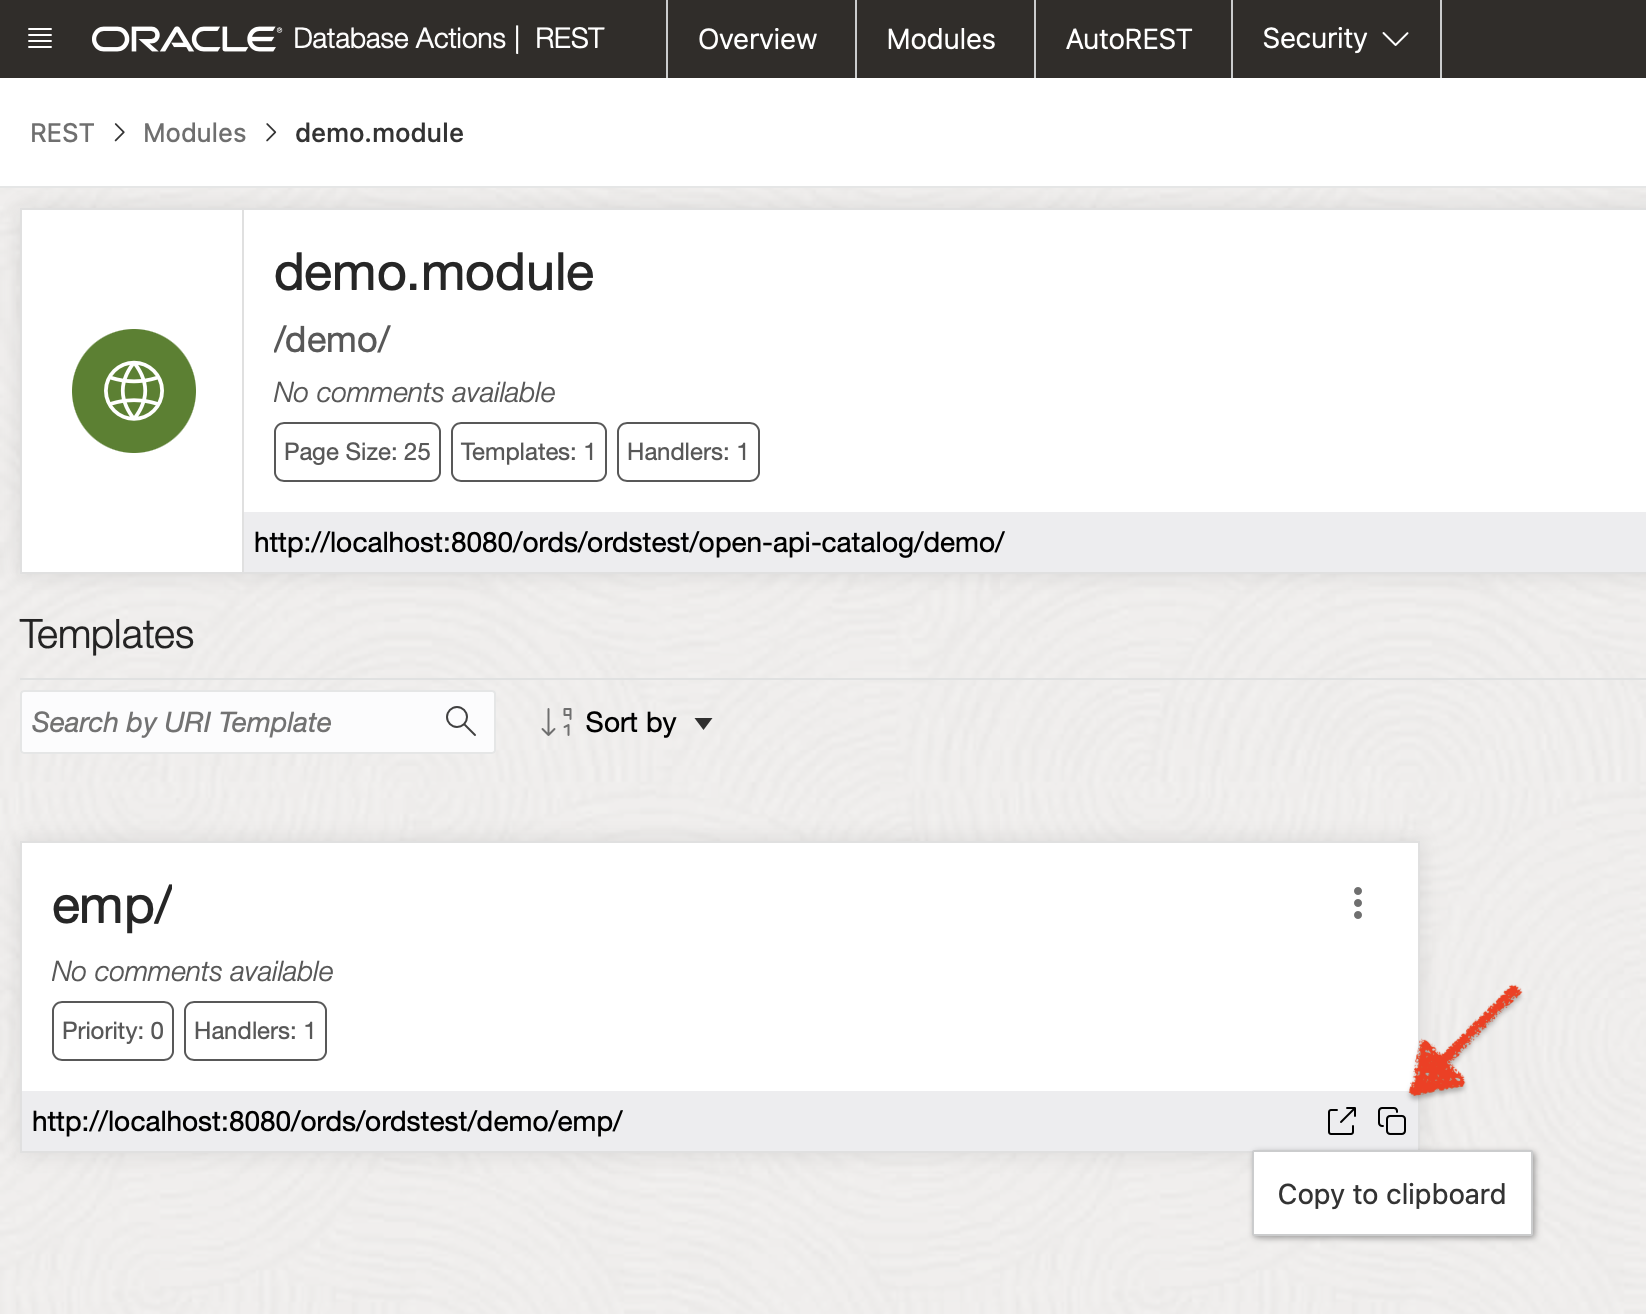 ORACLE® Database Actions | REST Overview Modules AutoREST Security
REST > Modules > demo.module
demo.module
/demo/
No comments available
Page Size: 25 Templates: 1 Handlers: 1
http://localhost:8080/ords/ordstest/open-api-catalog/demo/
Templates
Search by URI Template Sort by
emp/
No comments available
Priority: 0 Handlers: 1
http://localhost:8080/ords/ordstest/demo/emp/
Copy to clipboard